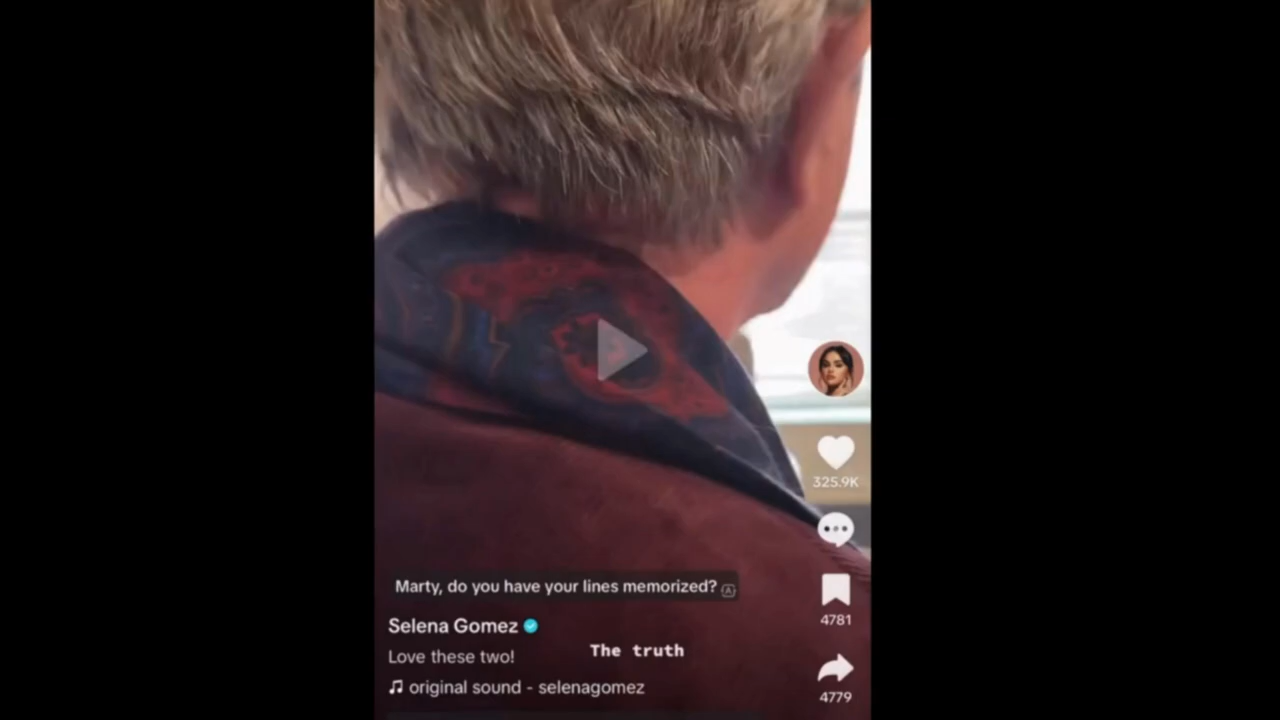 325.9K
Marty, do you have your lines memorized?
Selena Gomez
4781
Love these two!
The truth
original sound - selenagomez
4779